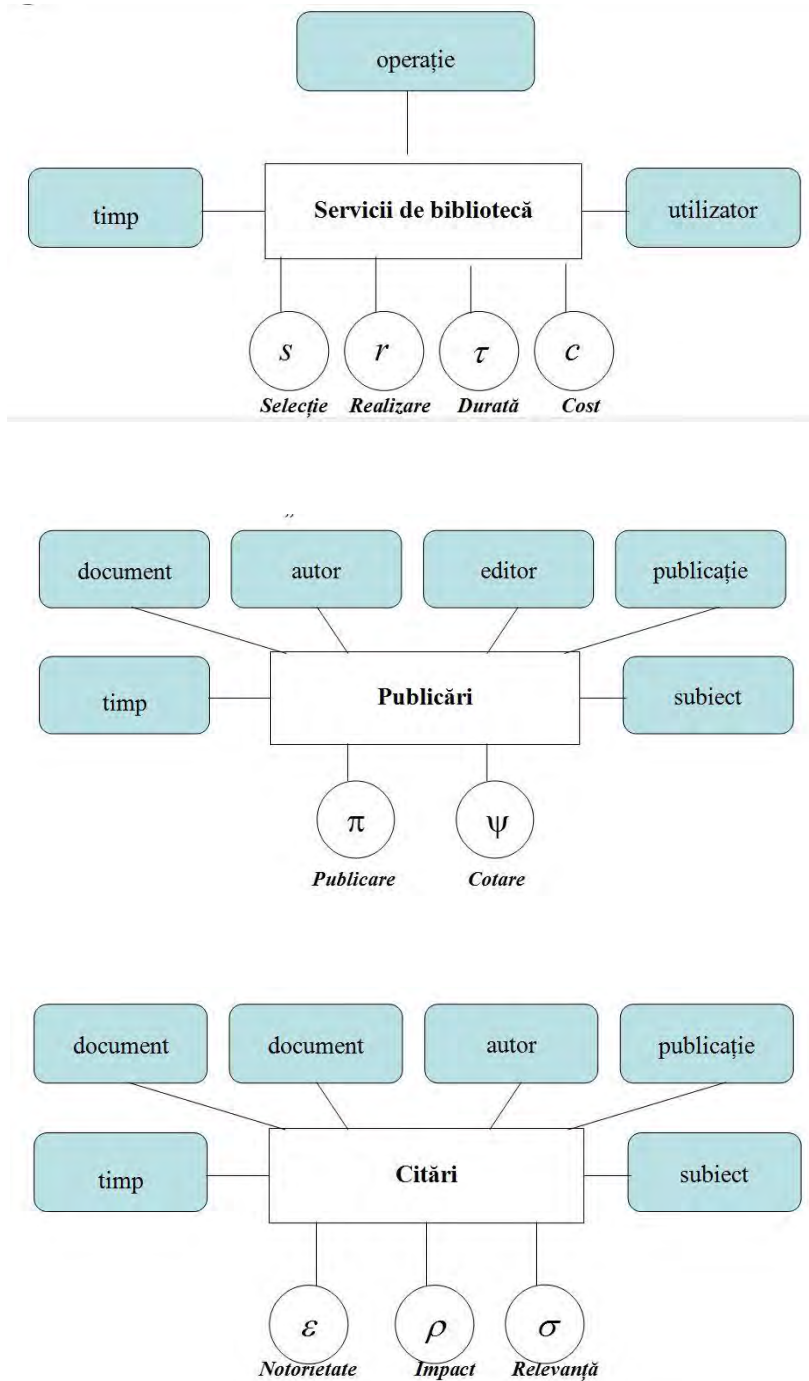 operație
timp
Servicii de bibliotecă
utilizator
s r τ c
Selecție Realizare Durată Cost
„
document autor editor publicație
timp
Publicări
subiect
π ψ
Publicare Cotare
document document autor publicație
timp
Citări
subiect
ε ρ σ
Notorietate Impact Relevanță